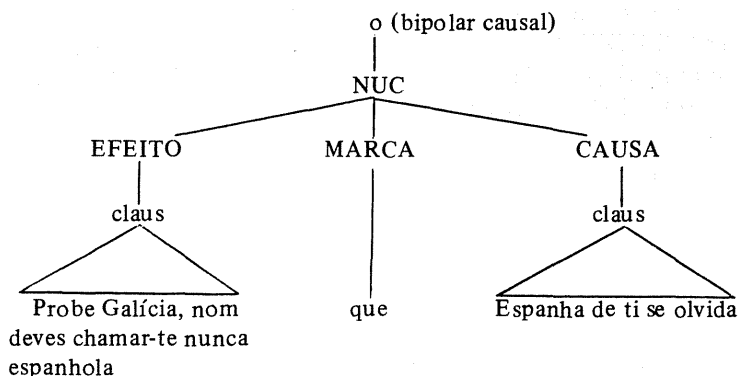 o (bipolar causal)
NUC
EFEITO MARCA CAUSA
claus claus
Probe Galícia, nom
deves chamar-te nunca
espanhola
que
Espanha de ti se olvida